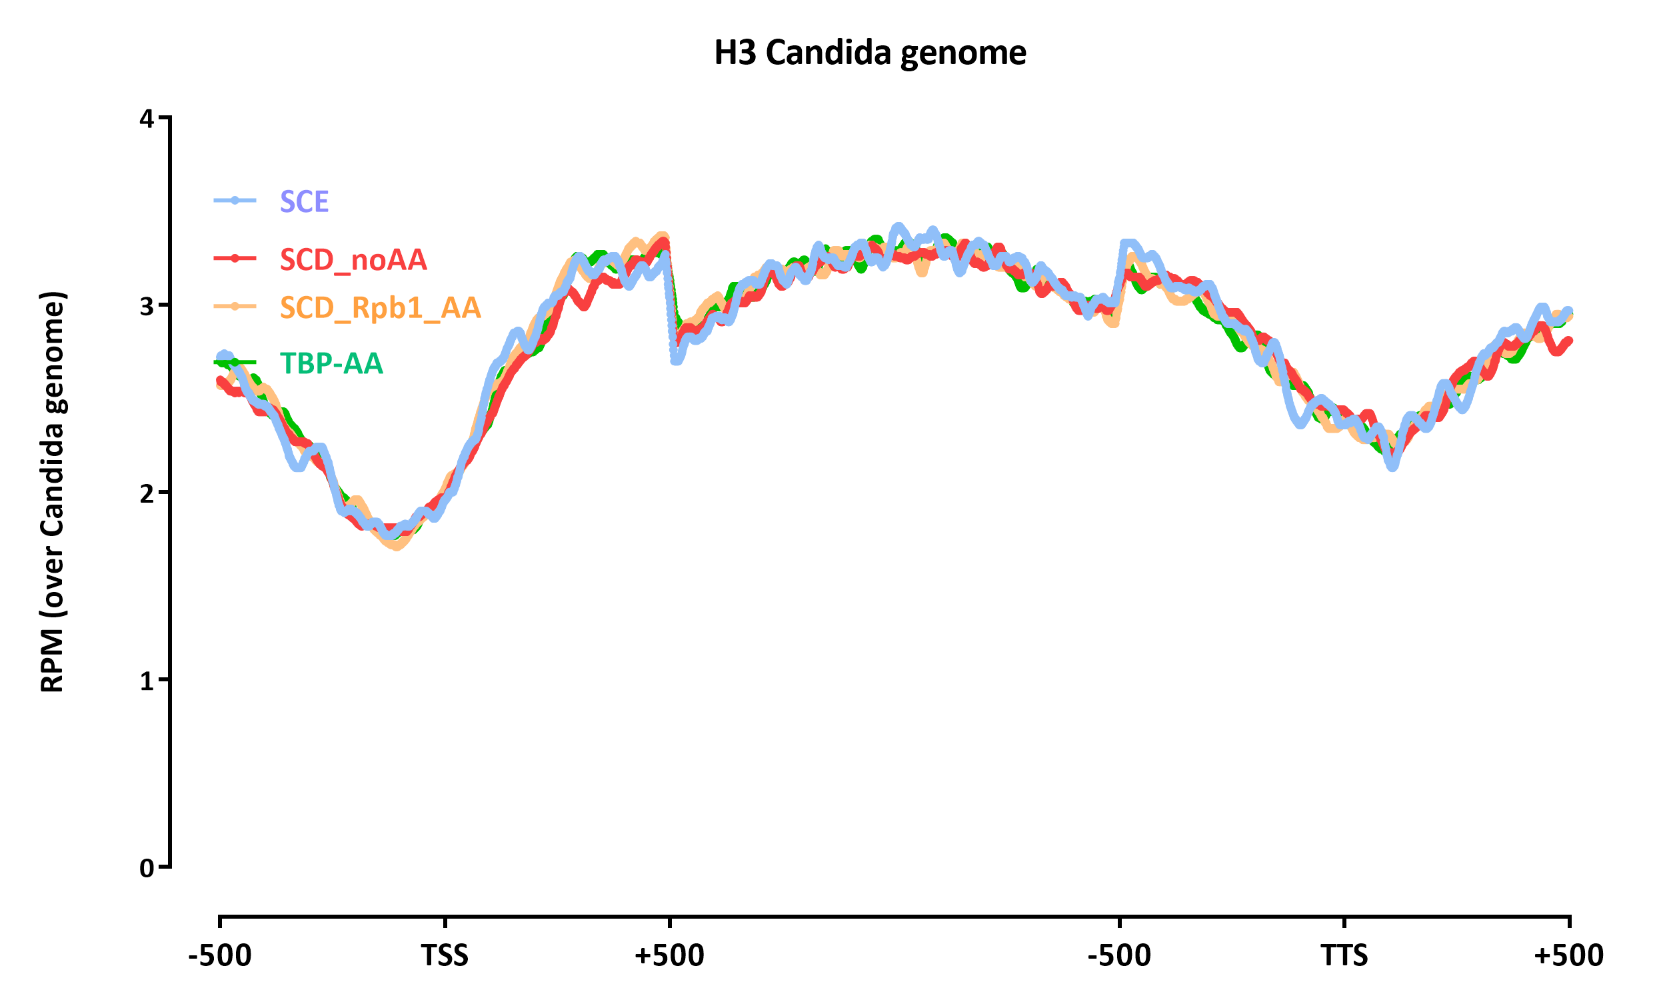 H3 Candida genome
RPM (over Candida genome)
4
3
2
1
0
SCE
SCD_noAA
SCD_Rpb1_AA
TBP-AA
-500 TSS +500 -500 TTS +500